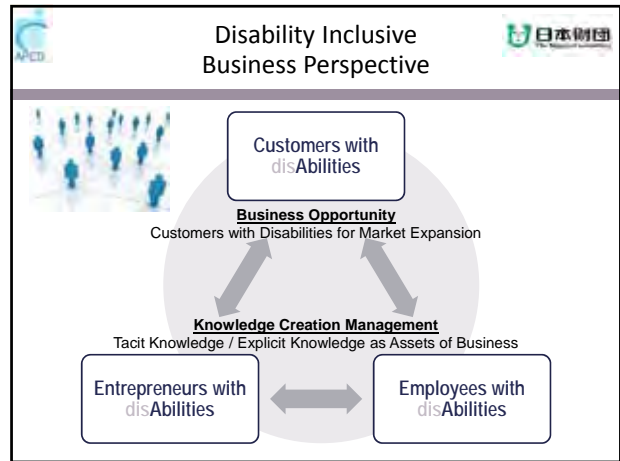 Disability Inclusive
Business Perspective
APCD
日本財団
Customers with
disAbilities
Business Opportunity
Customers with Disabilities for Market Expansion
Knowledge Creation Management
Tacit Knowledge / Explicit Knowledge as Assets of Business
Entrepreneurs with
disAbilities
Employees with
disAbilities